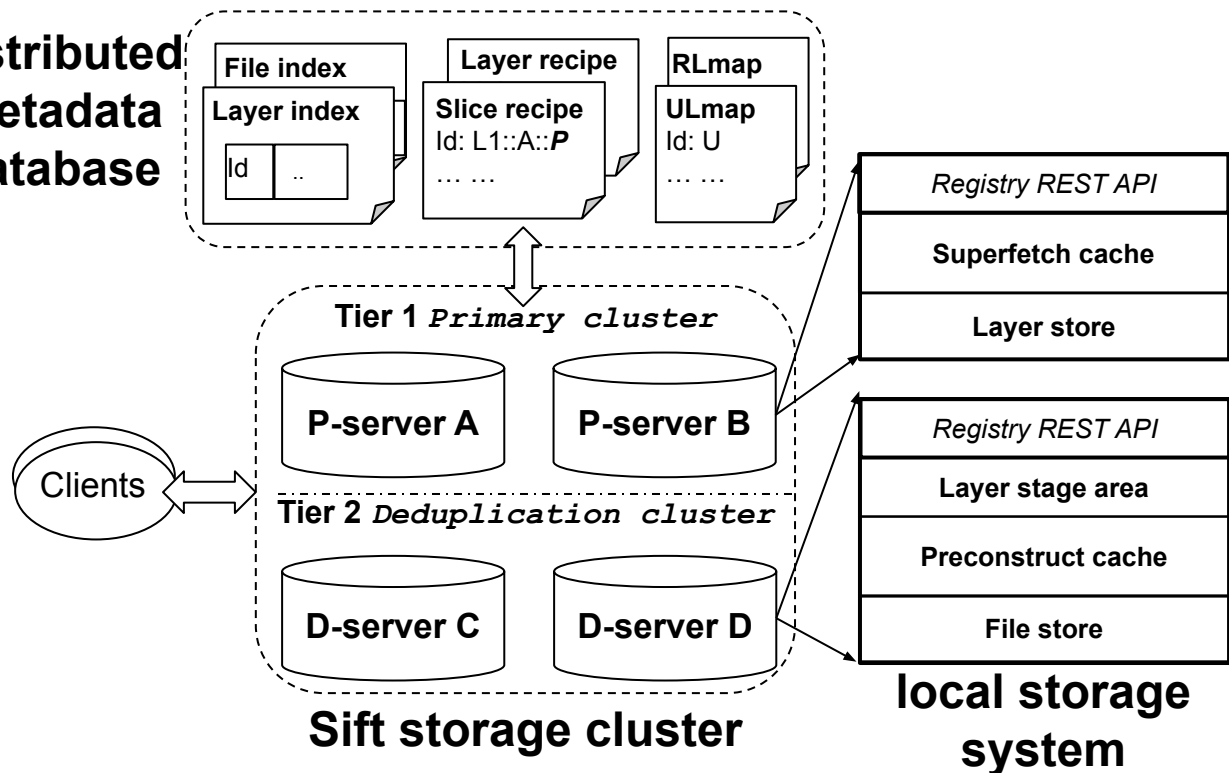 stributed
etadata
atabase
File index
Layer index
Id
..
Layer recipe
Slice recipe
Id: L1::A::P
... ...
RLmap
ULmap
Id: U
... ...
Registry REST API
Superfetch cache
Layer store
Tier 1 Primary cluster
P-server A
P-server B
Clients
Tier 2 Deduplication cluster
D-server C
D-server D
Registry REST API
Layer stage area
Preconstruct cache
File store
Sift storage cluster
local storage
system